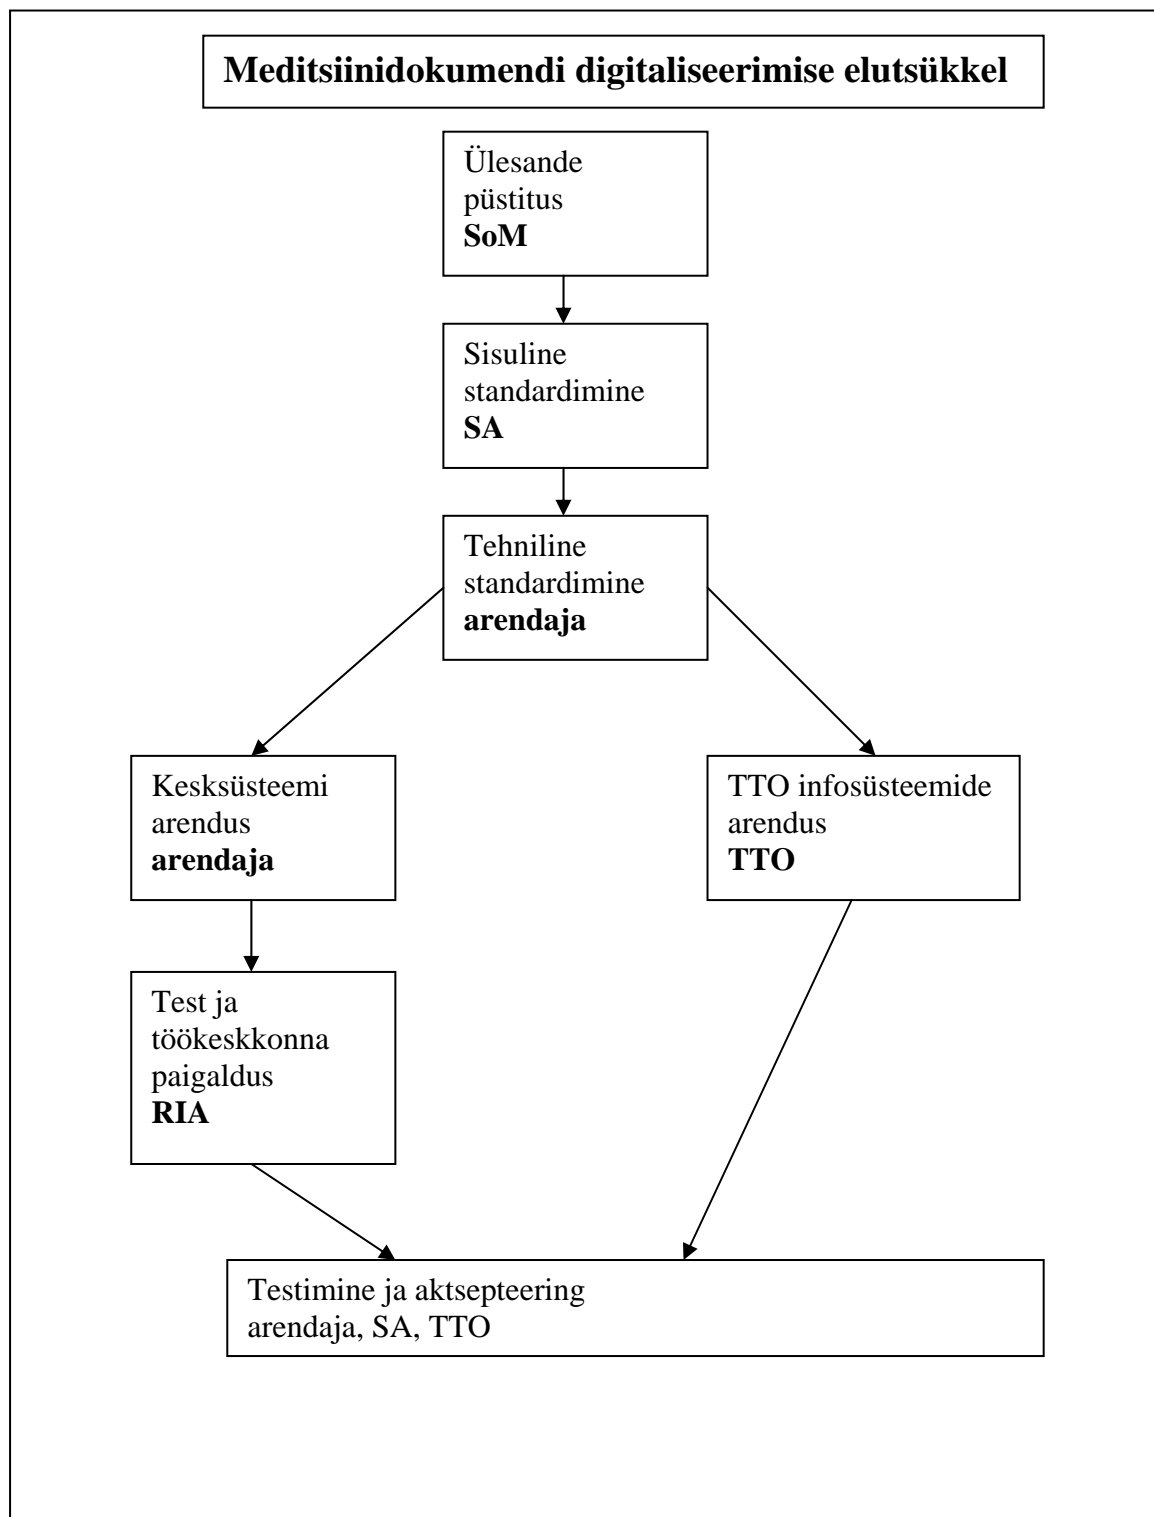 Meditsiinidokumendi digitaliseerimise elutsükkel
Ülesande
püstitus
SoM
Sisuline
standardimine
SA
Tehniline
standardimine
arendaja
Kesksüsteemi
arendus
arendaja
TTO infosüsteemide
arendus
TTO
Test ja
töökeskkonna
paigaldus
RIA
Testimine ja aktsepteering
arendaja, SA, TTO